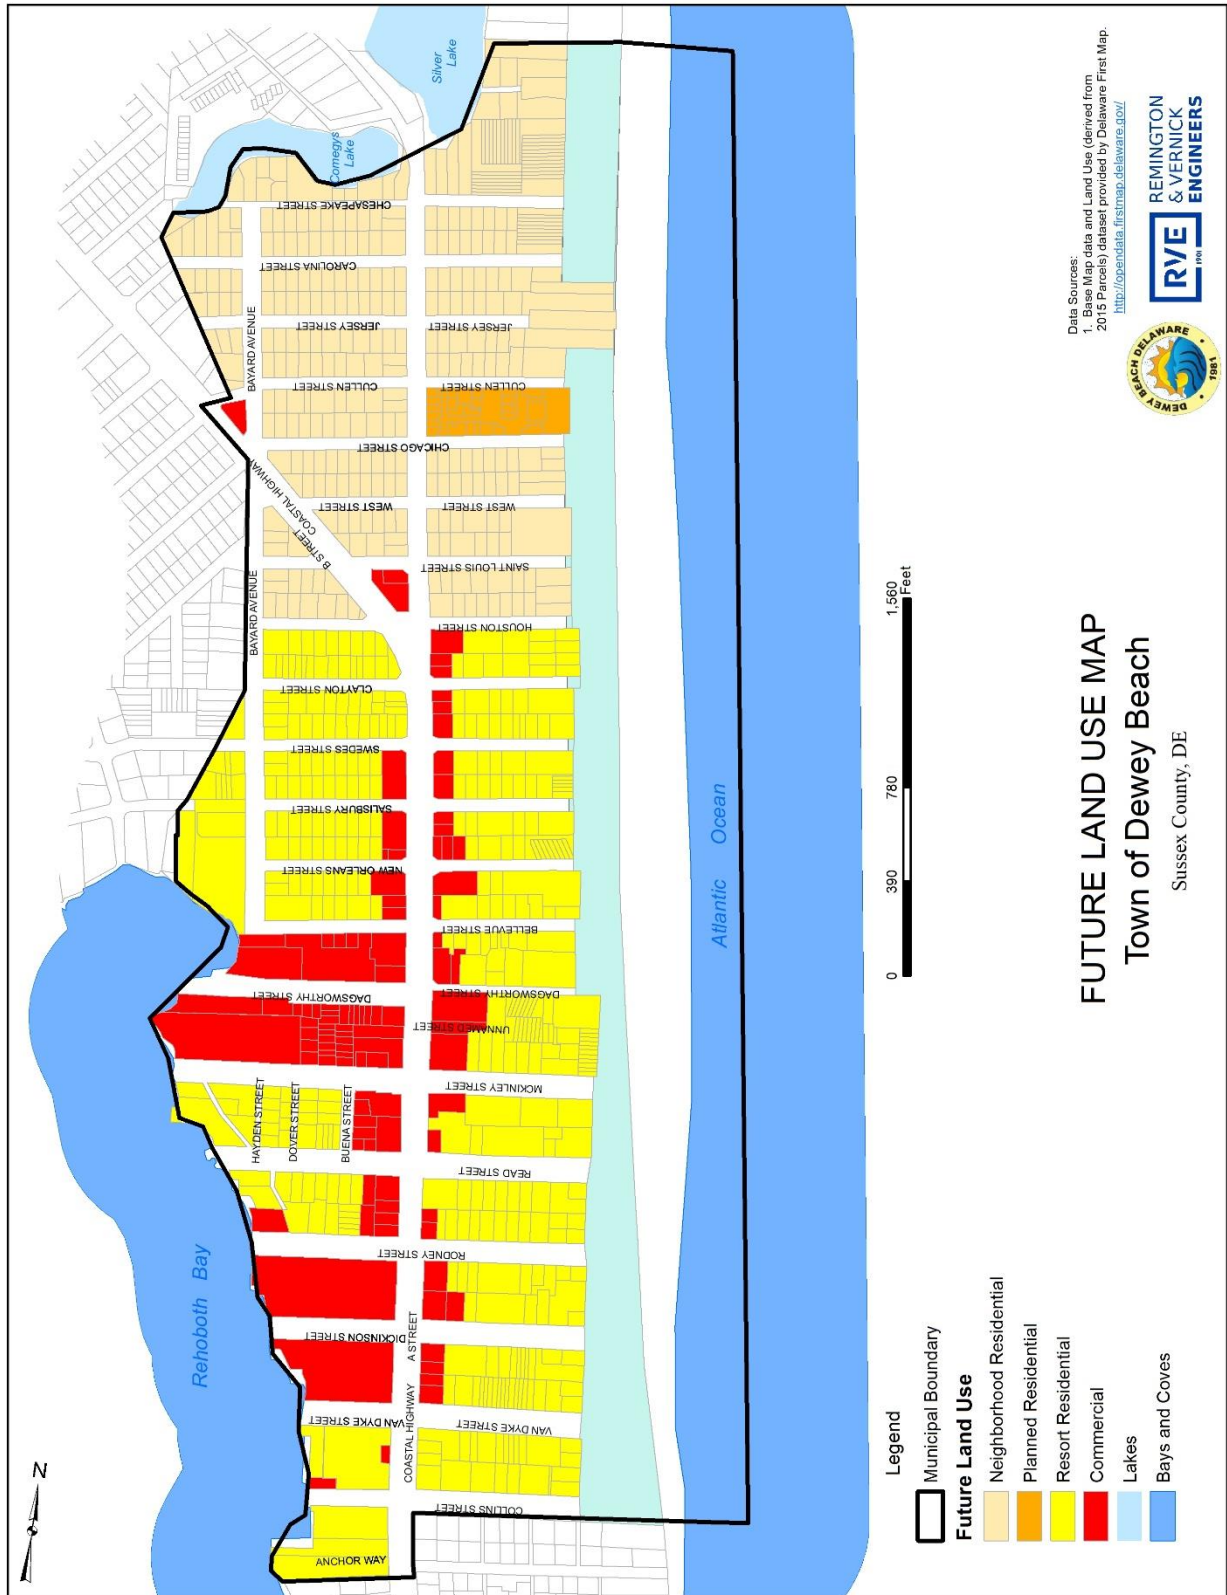 N
Rehoboth Bay
Silver
Lake
Comegys
Lake
CHESAPEAKE STREET
CAROLINA STREET
BAYARD AVENUE
JERSEY STREET
JERSEY STREET
CULLEN STREET
CULLEN STREET
CHICAGO STREET
COASTAL HIGHWAY
WEST STREET
WEST STREET
B STREET
SAINT LOUIS STREET
BAYARD AVENUE
HOUSTON STREET
CLAYTON STREET
SWEDES STREET
SALISBURY STREET
NEW ORLEANS STREET
BELLEVUE STREET
DAGSWORTHY STREET
DAGSWORTHY STREET
UNNAMED STREET
MCKINLEY STREET
HAYDEN STREET
DOVER STREET
BUENA STREET
READ STREET
RODNEY STREET
DICKINSON STREET
A STREET
COASTAL HIGHWAY
VAN DYKE STREET
VAN DYKE STREET
COLLINS STREET
ANCHOR WAY
Atlantic Ocean
Legend
Municipal Boundary
Future Land Use
Neighborhood Residential
Planned Residential
Resort Residential
Commercial
Lakes
Bays and Coves
0 390 780 1,560
Feet
FUTURE LAND USE MAP
Town of Dewey Beach
Sussex County, DE
Data Sources:
1. Base Map data and Land Use (derived from
2015 Parcels) dataset provided by Delaware First Map.
http://opendata.firstmap.delaware.gov/
DEWEY BEACH DELAWARE
1981
RVE
1901
REMINGTON
& VERNICK
ENGINEERS